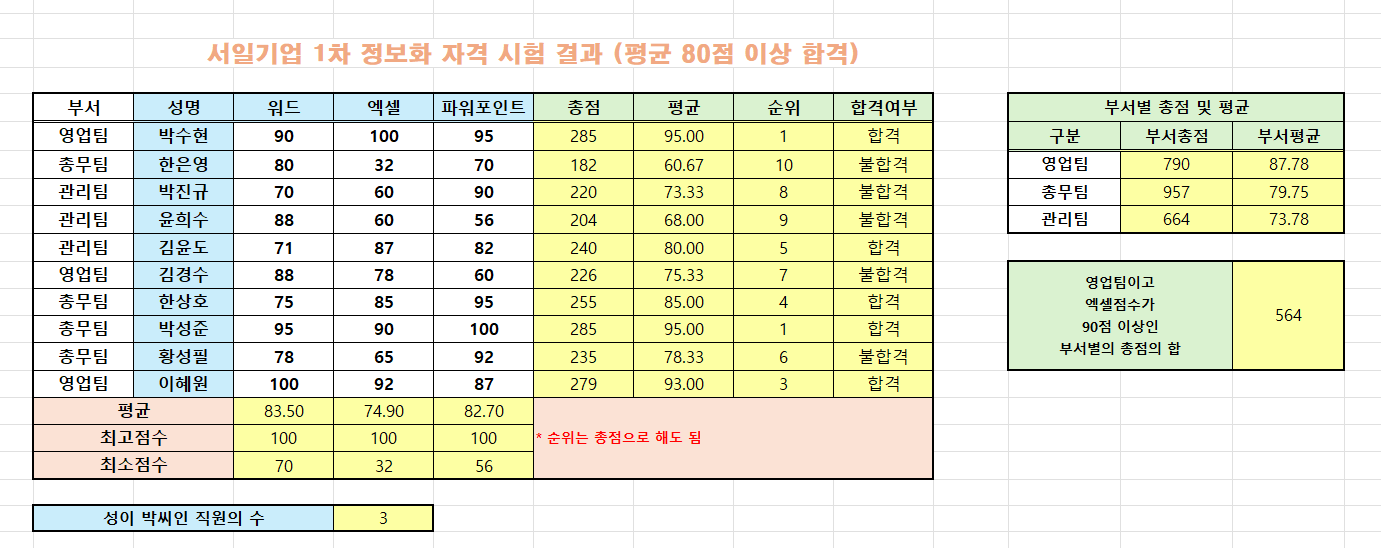 서일기업 1차 정보화 자격 시험 결과 (평균 80점 이상 합격)
부서 성명 워드 엑셀 파워포인트 총점 평균 순위 합격여부
영업팀 박수현 90 100 95 285 95.00 1 합격
총무팀 한은영 80 32 70 182 60.67 10 불합격
관리팀 박진규 70 60 90 220 73.33 8 불합격
관리팀 윤희수 88 60 56 204 68.00 9 불합격
관리팀 김윤도 71 87 82 240 80.00 5 합격
영업팀 김경수 88 78 60 226 75.33 7 불합격
총무팀 한상호 75 85 95 255 85.00 4 합격
총무팀 박성준 95 90 100 285 95.00 1 합격
총무팀 황성필 78 65 92 235 78.33 6 불합격
영업팀 이혜원 100 92 87 279 93.00 3 합격
평균 83.50 74.90 82.70
최고점수 100 100 100
* 순위는 총점으로 해도 됨
최소점수 70 32 56
성이 박씨인 직원의 수 3
부서별 총점 및 평균
구분 부서총점 부서평균
영업팀 790 87.78
총무팀 957 79.75
관리팀 664 73.78
영업팀이고
엑셀점수가
90점 이상인
부서별의 총점의 합
564